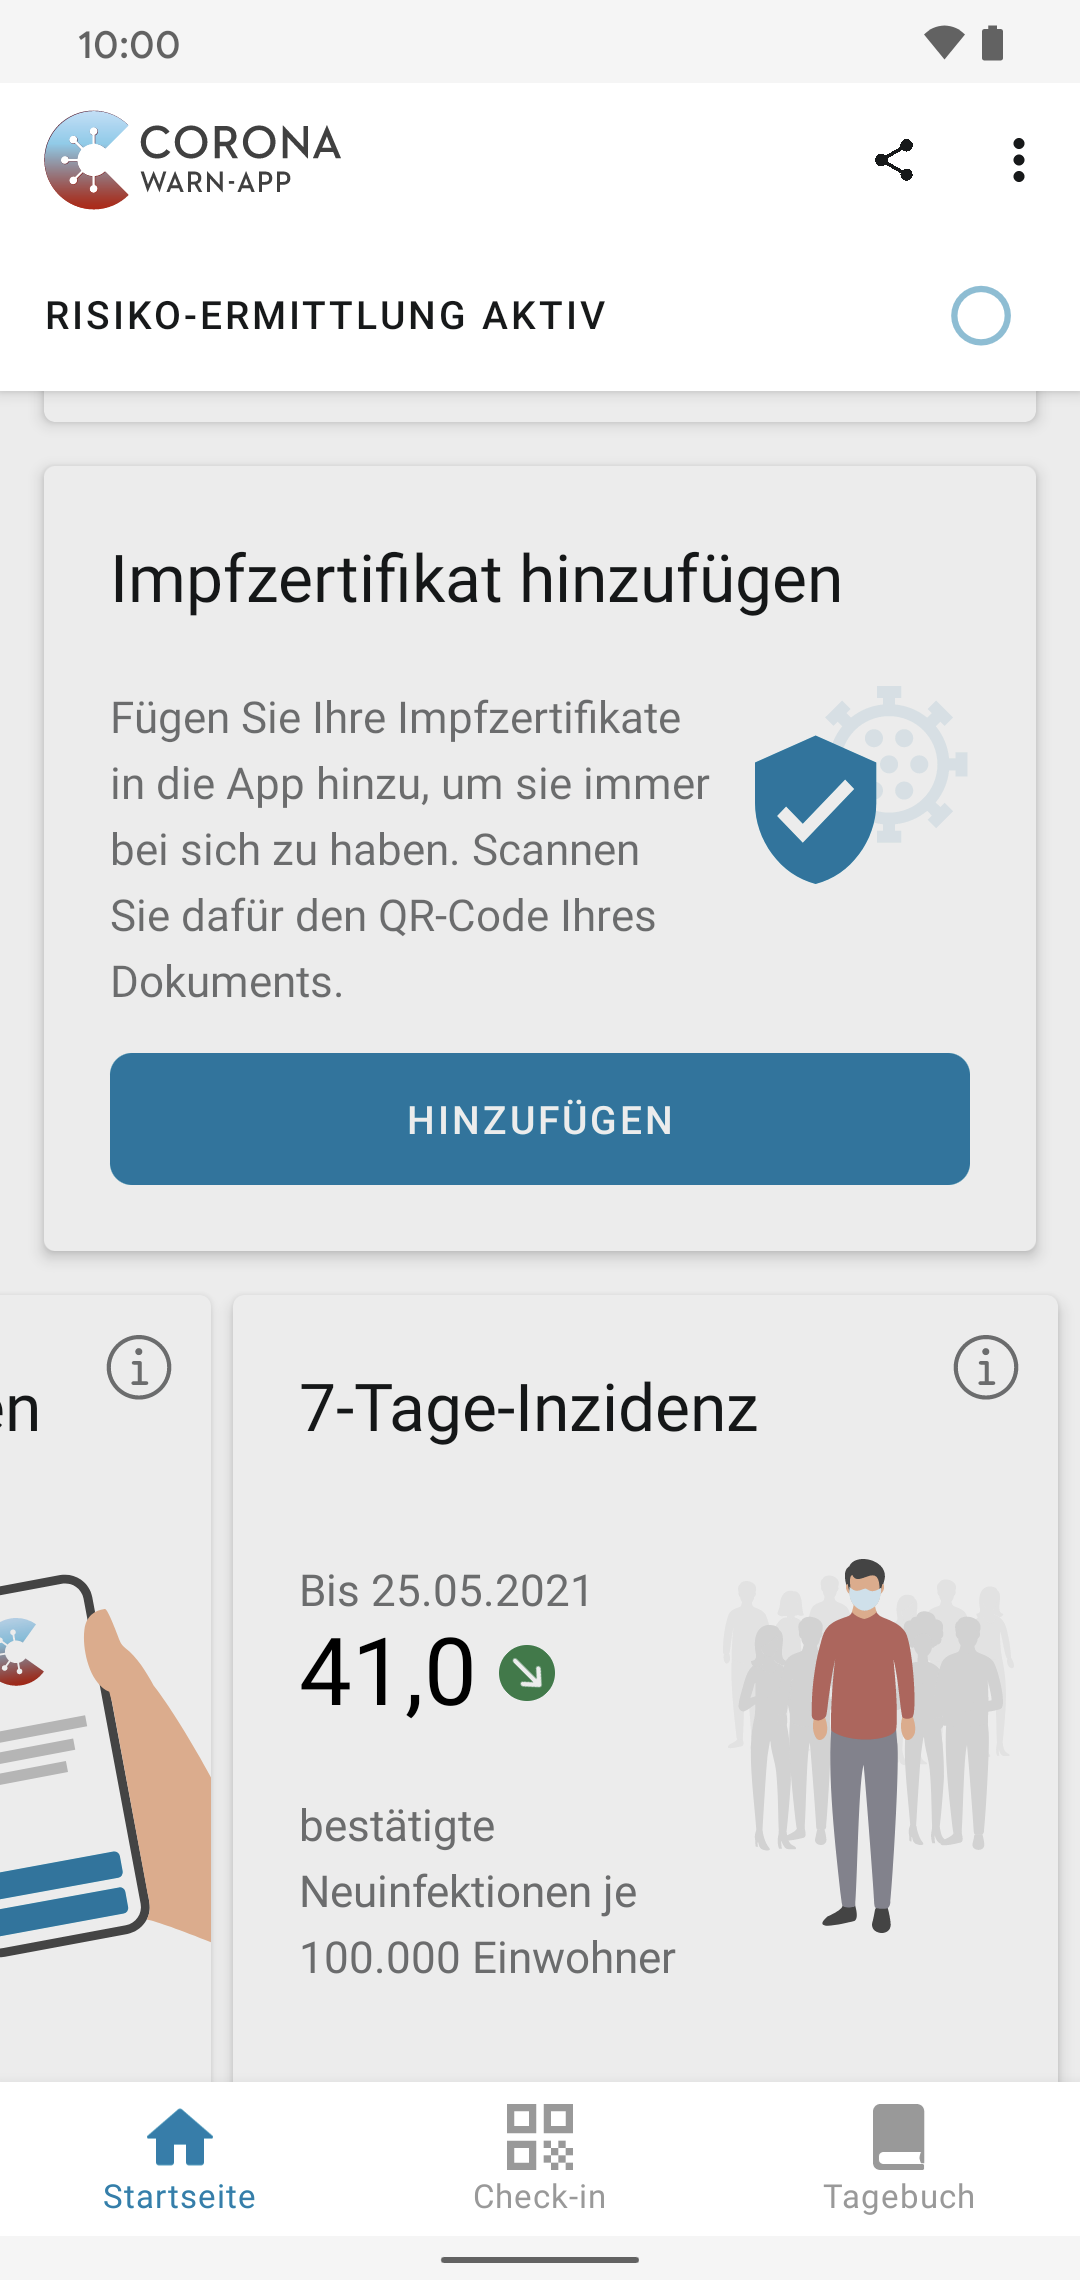 10:00
CORONA
WARN-APP
RISIKO-ERMITTLUNG AKTIV
Impfzertifikat hinzufügen
Fügen Sie Ihre Impfzertifikate
in die App hinzu, um sie immer
bei sich zu haben. Scannen
Sie dafür den QR-Code Ihres
Dokuments.
HINZUFÜGEN
en
7-Tage-Inzidenz
Bis 25.05.2021
41,0
bestätigte
Neuinfektionen je
100.000 Einwohner
Startseite
Check-in
Tagebuch